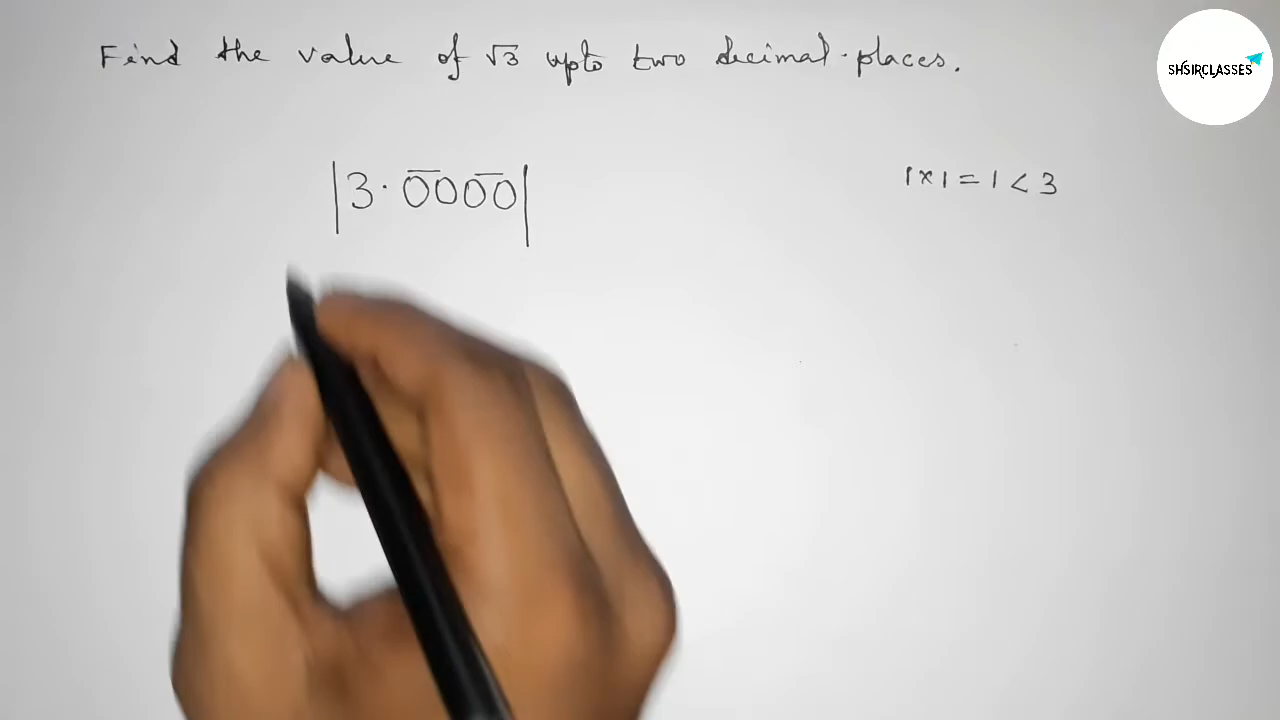 Find the value of √3 upto two decimal places.
SHSIRCLASSES
|3.0000|
1×1=1<3